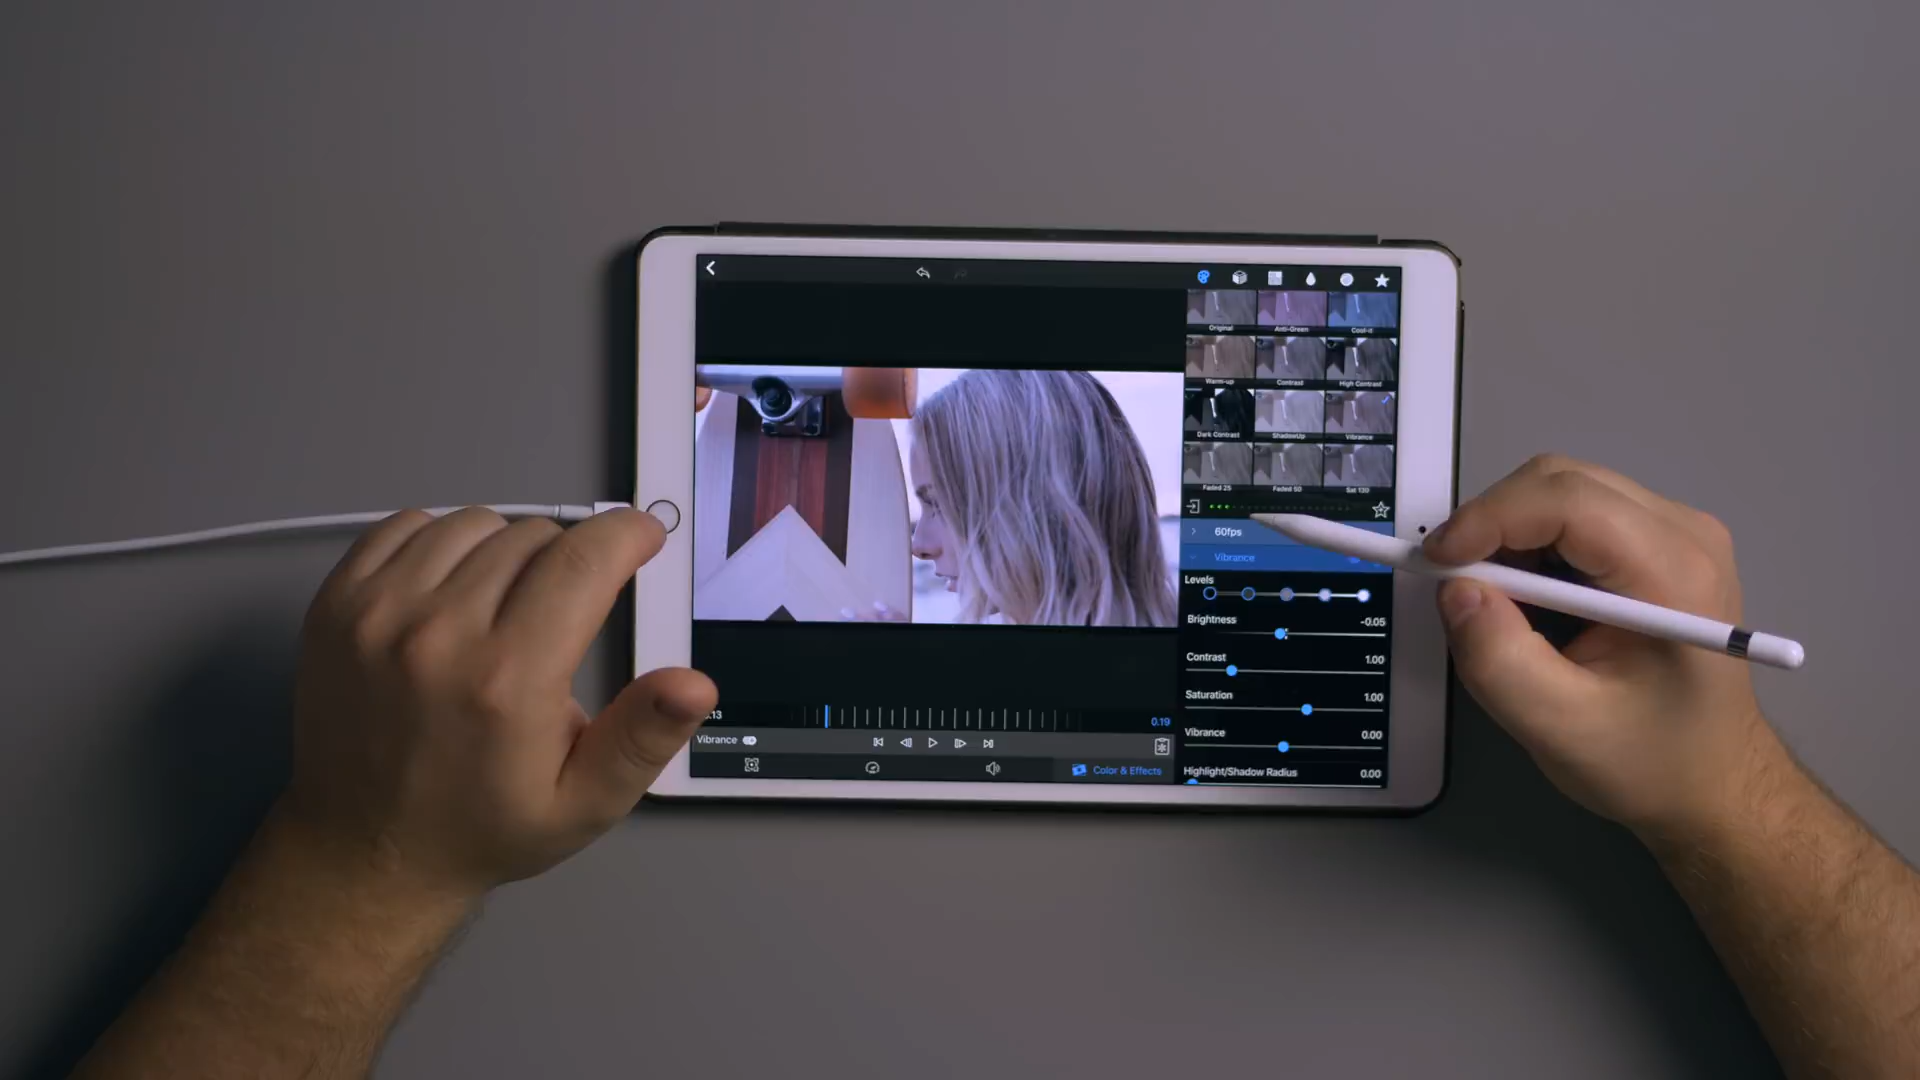 Original Anti-Green Cool-it
Warm-up Contrast High Contrast
Dark Contrast ShadowUp Vibrance
Faded 25 Faded 50 Sat 130
60fps
Vibrance
Levels
Brightness -0.05
Contrast 1.00
Saturation 1.00
Vibrance 0.00
Highlight/Shadow Radius 0.00
.13 0.19
Vibrance
Color & Effects